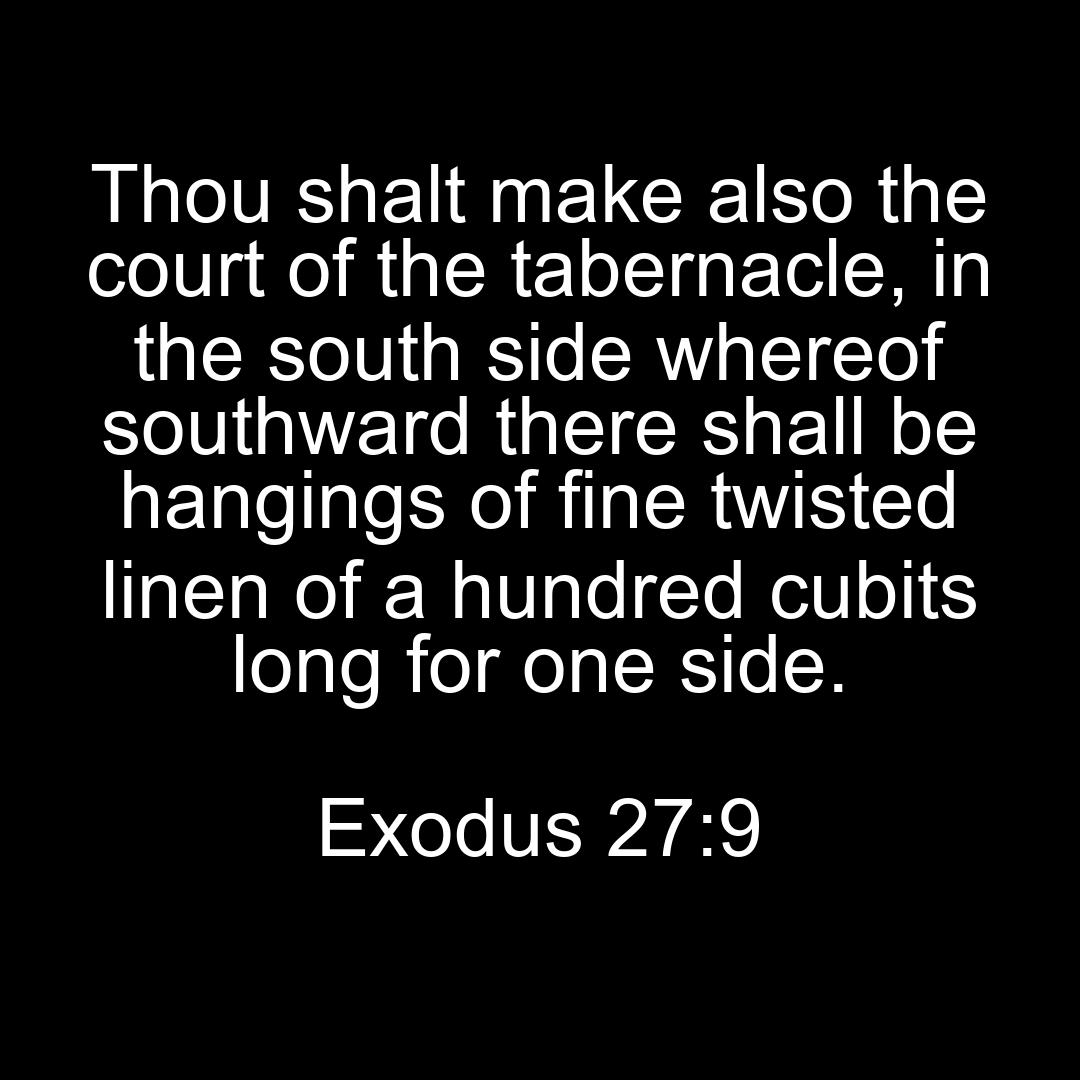 Thou shalt make also the
court of the tabernacle, in
the south side whereof
southward there shall be
hangings of fine twisted
linen of a hundred cubits
long for one side.
Exodus 27:9